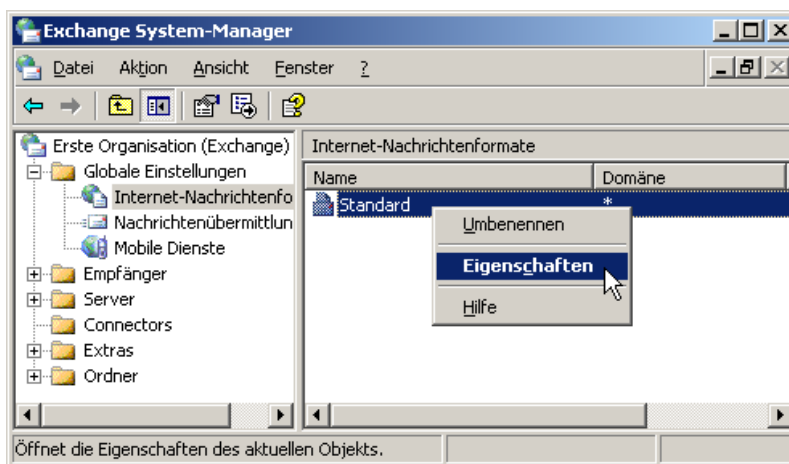 Exchange System-Manager
Datei Aktion Ansicht Fenster ?
Erste Organisation (Exchange)
Globale Einstellungen
Internet-Nachrichtenfo
Nachrichtenübermittlun
Mobile Dienste
Empfänger
Server
Connectors
Extras
Ordner
Internet-Nachrichtenformate
Name Domäne
Standard *
Umbenennen
Eigenschaften
Hilfe
Öffnet die Eigenschaften des aktuellen Objekts.